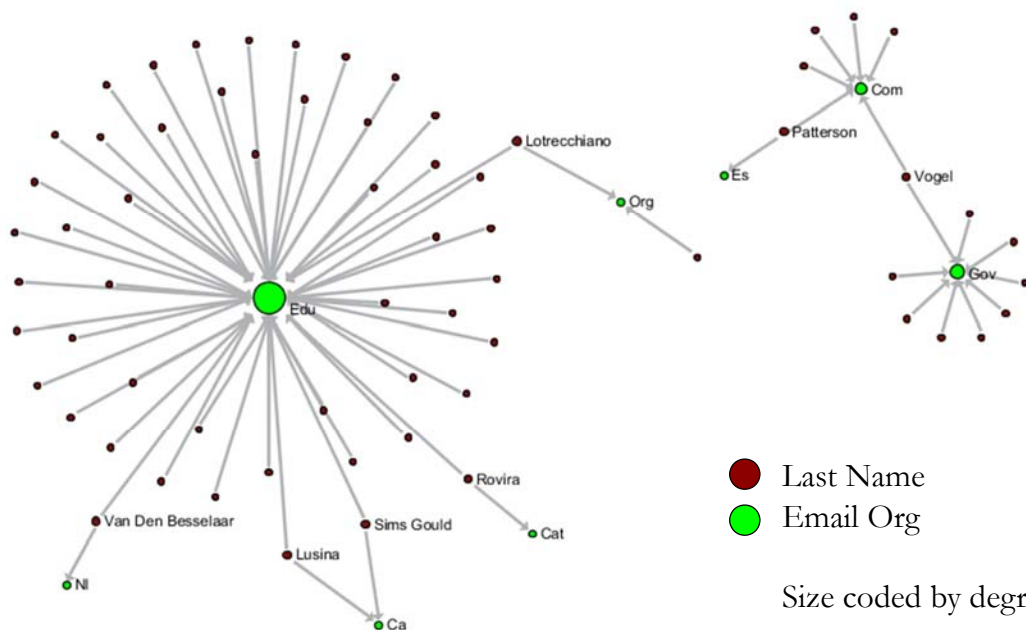 Com
Patterson
Lotrecchiano
Es
Vogel
Org
Gov
Edu
Last Name
Rovira
Email Org
Van Den Besselaar
Sims Gould
Cat
Lusina
Nl
Size coded by degr
Ca